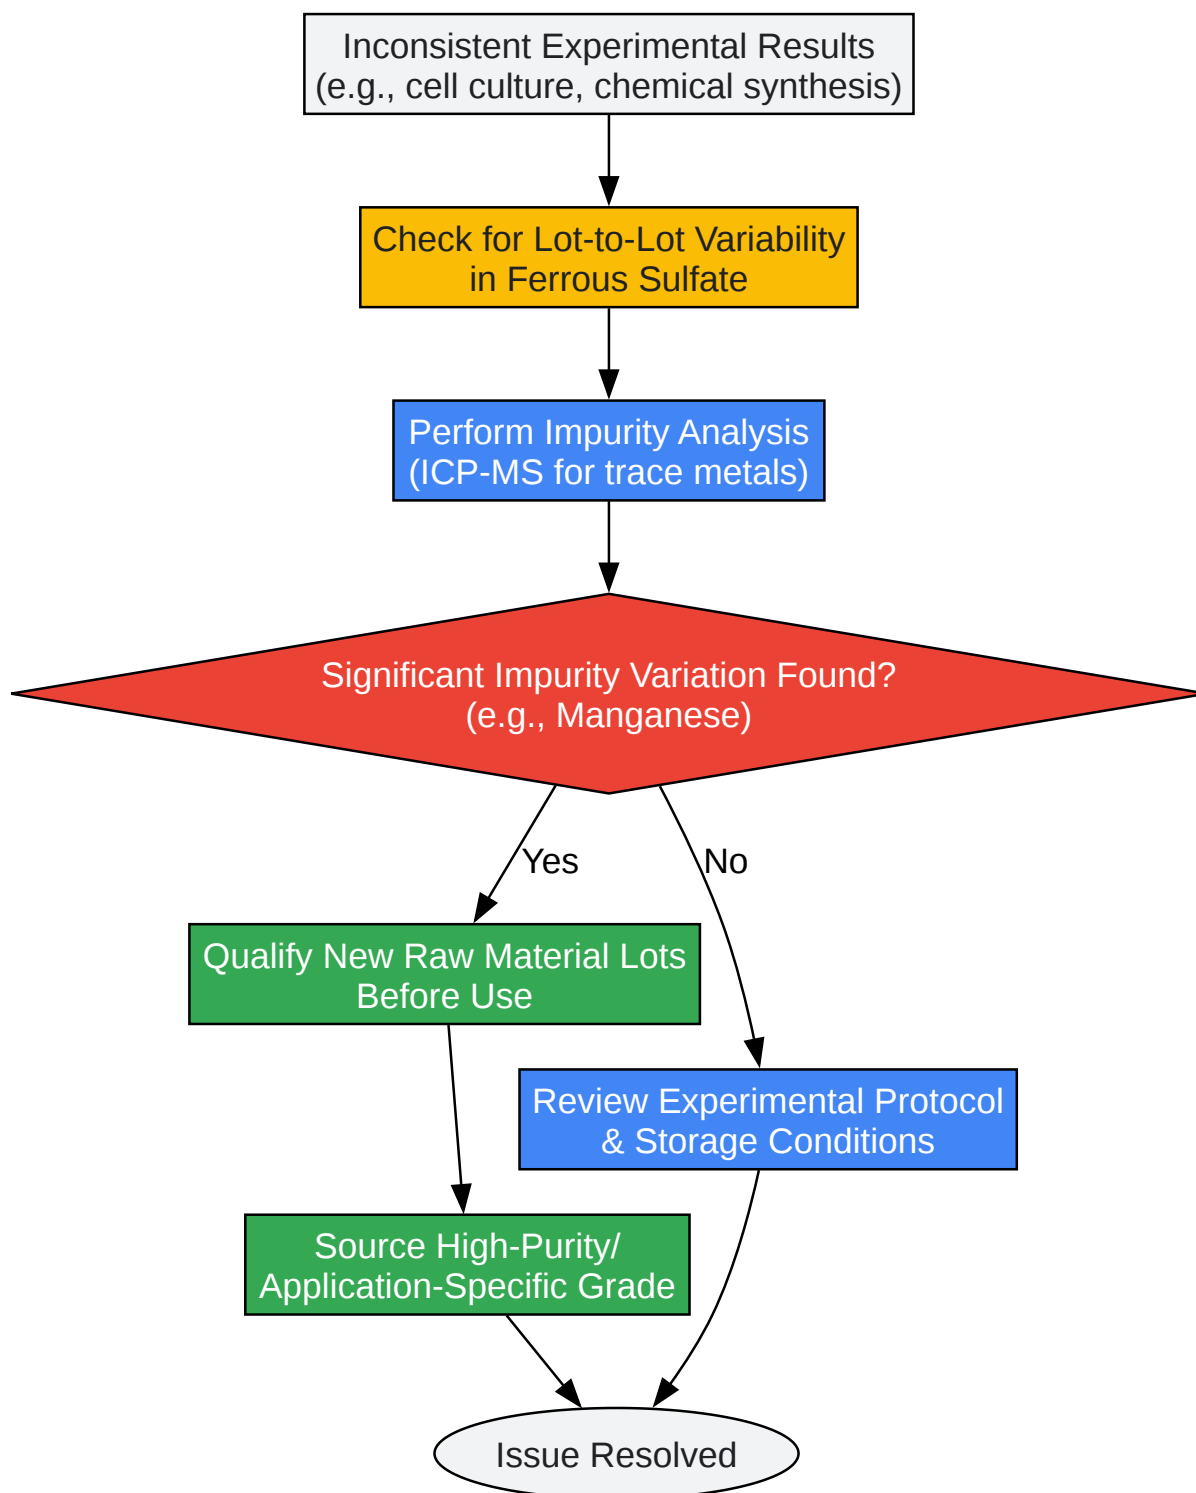 Inconsistent Experimental Results
(e.g., cell culture, chemical synthesis)
Check for Lot-to-Lot Variability
in Ferrous Sulfate
Perform Impurity Analysis
(ICP-MS for trace metals)
Significant Impurity Variation Found?
(e.g., Manganese)
Yes
No
Qualify New Raw Material Lots
Before Use
Review Experimental Protocol
& Storage Conditions
Source High-Purity/
Application-Specific Grade
Issue Resolved